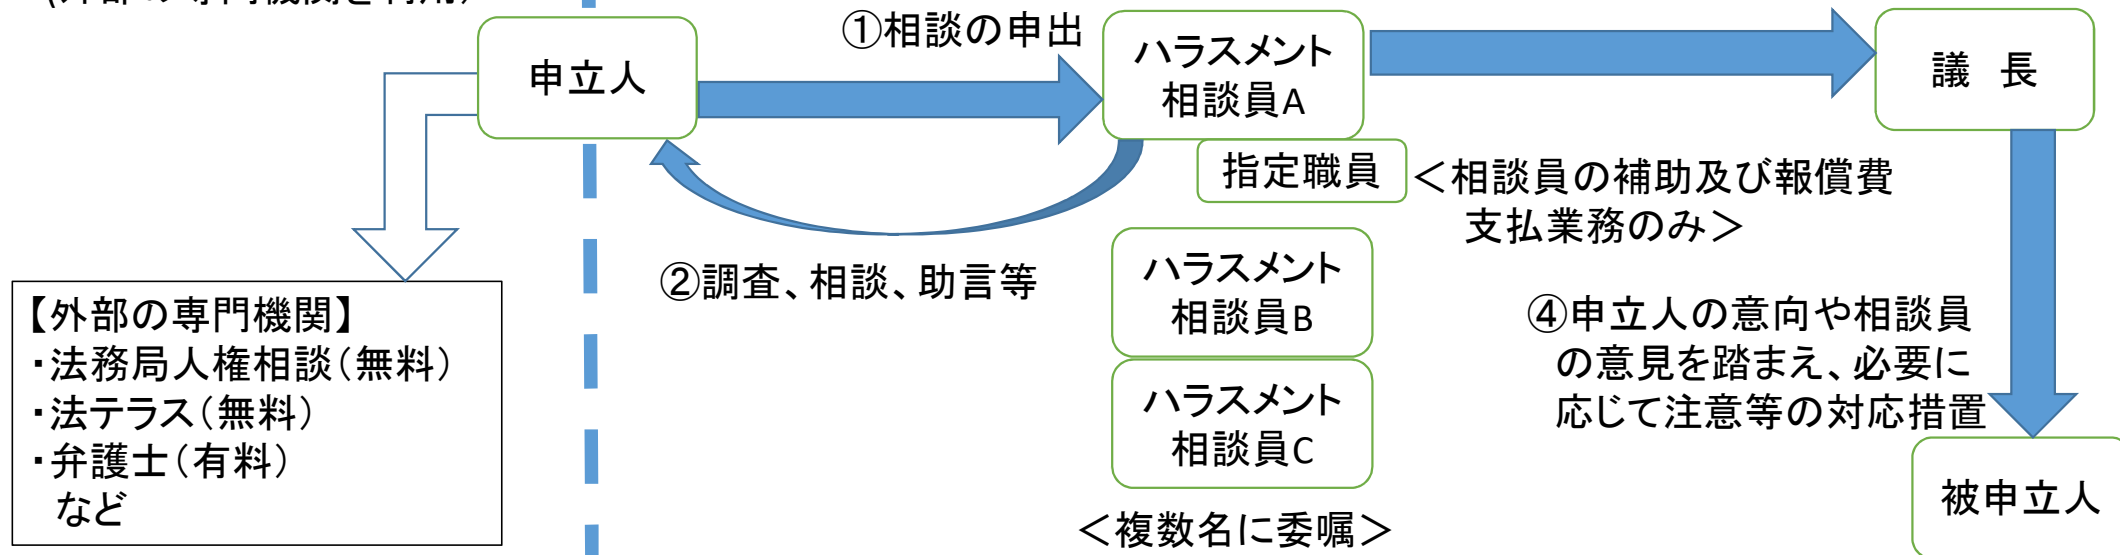 ①相談の申出
申立人
ハラスメント
相談員A
議　長
指定職員
＜相談員の補助及び報償費
支払業務のみ＞
②調査、相談、助言等
ハラスメント
相談員B
【外部の専門機関】
・法務局人権相談（無料）
・法テラス（無料）
・弁護士（有料）
など
④申立人の意向や相談員
の意見を踏まえ、必要に
応じて注意等の対応措置
ハラスメント
相談員C
被申立人
＜複数名に委嘱＞